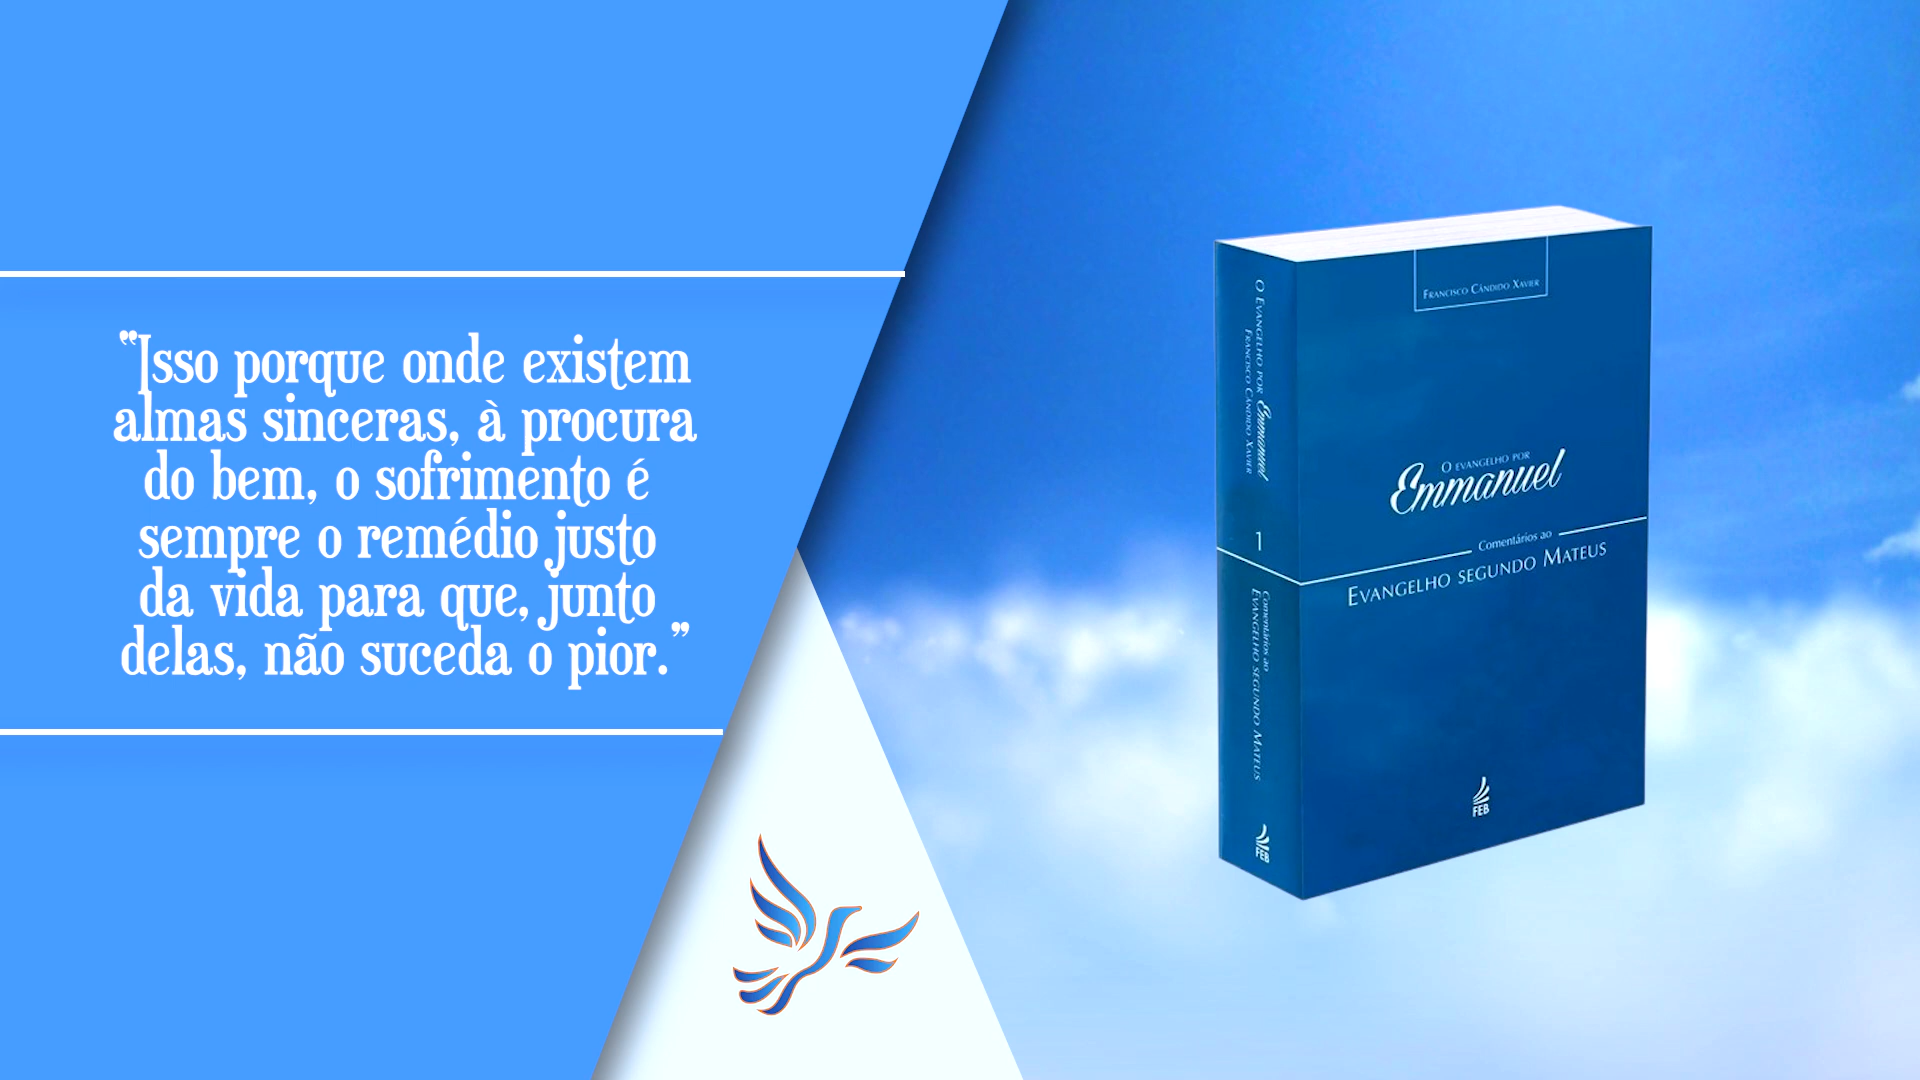 “Isso porque onde existem
almas sinceras, à procura
do bem, o sofrimento é
sempre o remédio justo
da vida para que, junto
delas, não suceda o pior.”
Francisco Cândido Xavier
O evangelho por
Emmanuel
Comentários ao
Evangelho segundo Mateus
FEB
O Evangelho por Emmanuel
Francisco Cândido Xavier
1
Comentários ao
Evangelho segundo Mateus
FEB